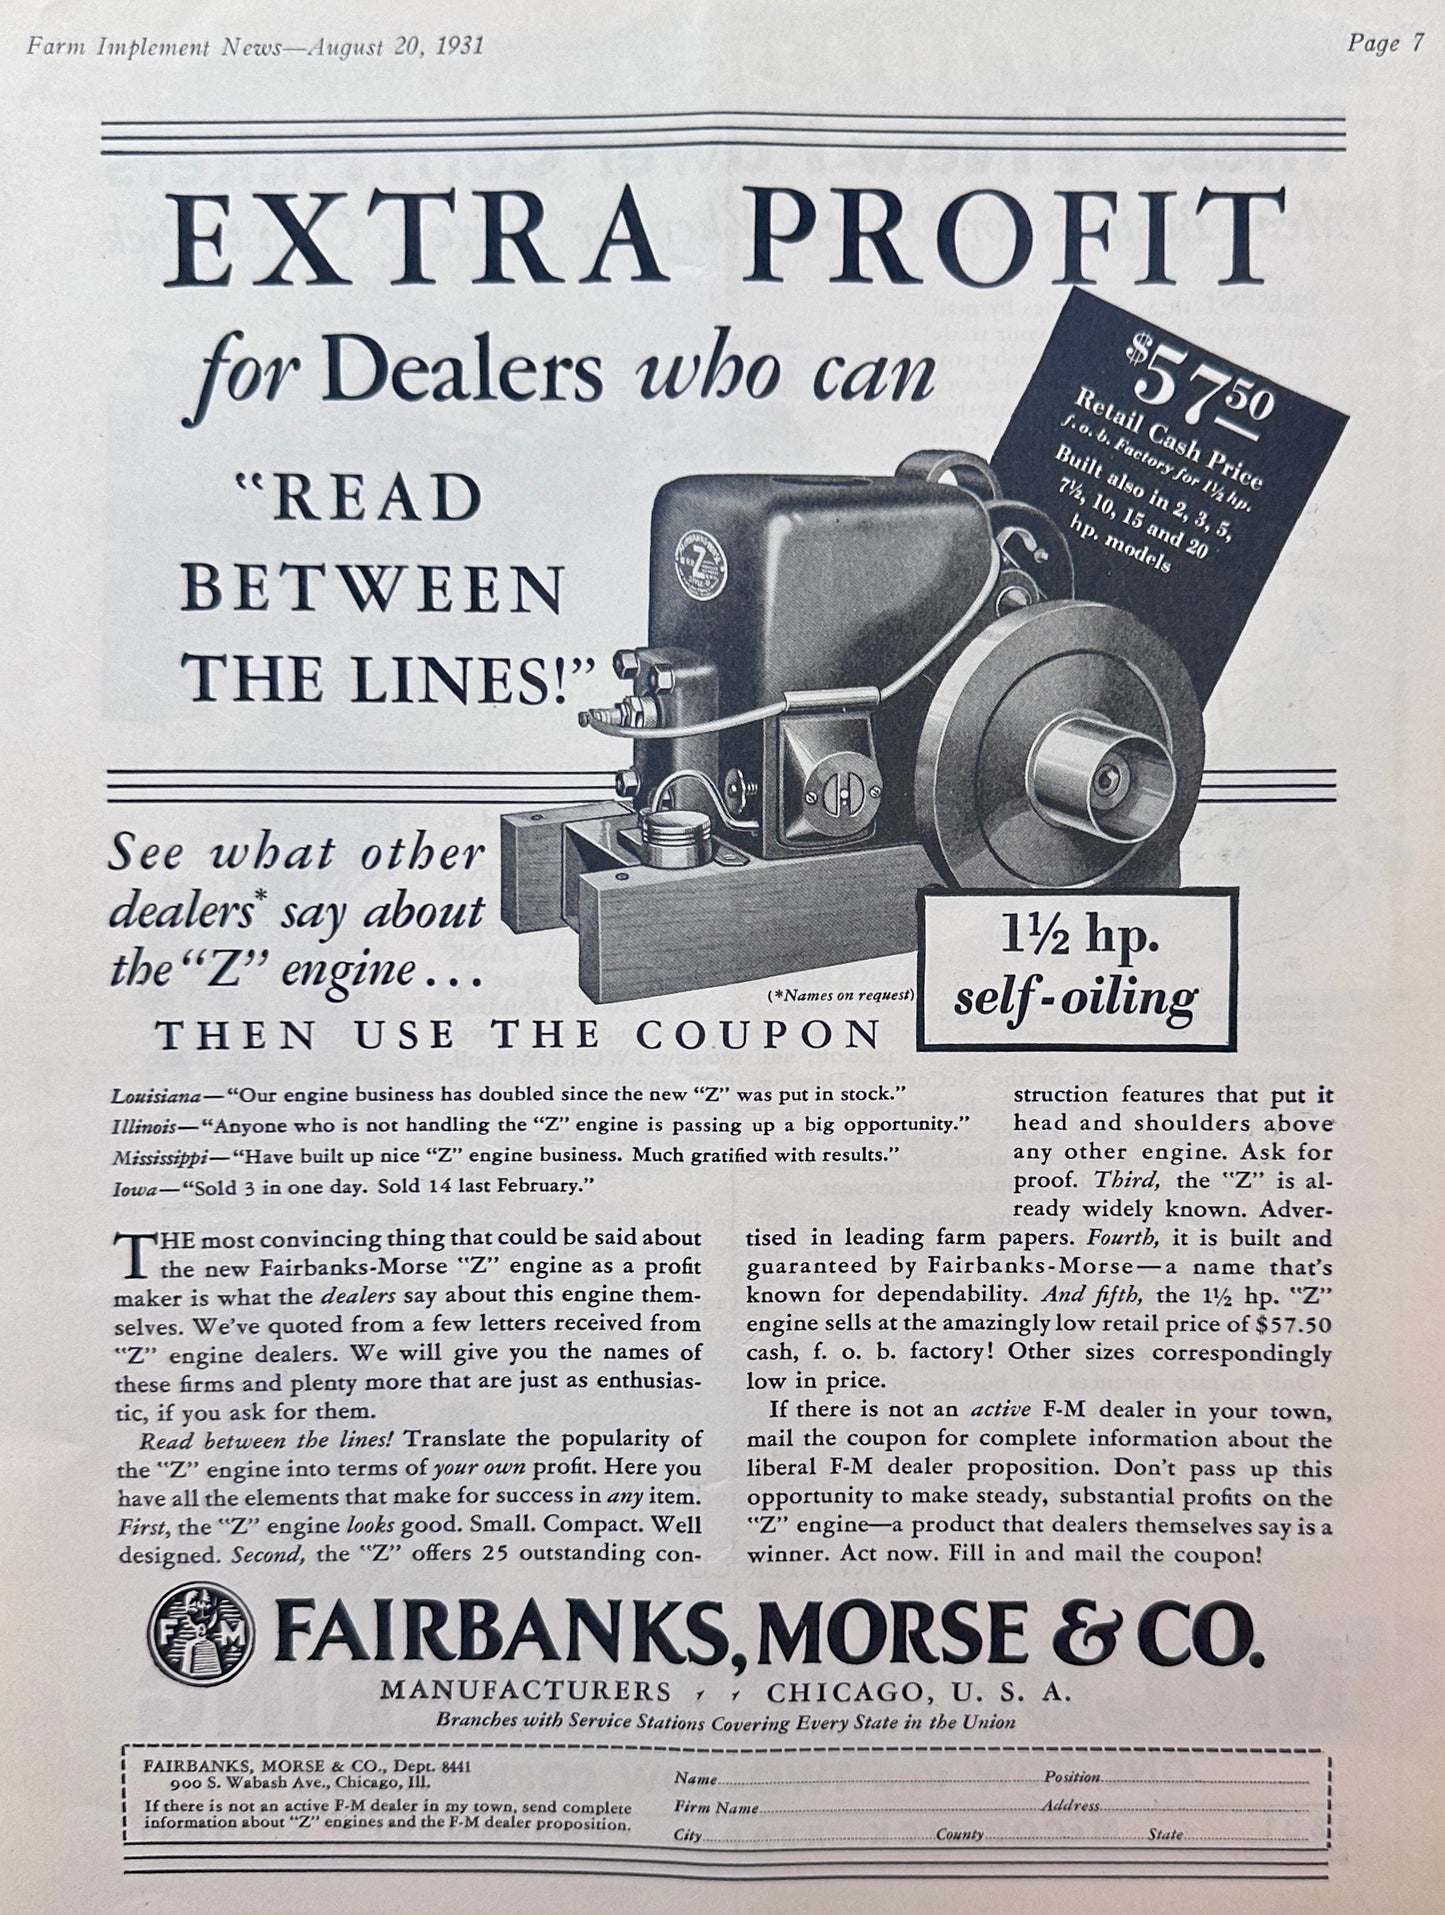 Farm Implement News—August 20, 1931
Page 7
EXTRA PROFIT
for Dealers who can
“READ
BETWEEN
THE LINES!”
$57.50
Retail Cash Price
f. o. b. Factory for 1½ hp.
Built also in 2, 3, 5,
7½, 10, 15 and 20
hp. models
Z
See what other
dealers* say about
the “Z” engine...
(*Names on request)
THEN USE THE COUPON
1½ hp.
self-oiling
Louisiana—“Our engine business has doubled since the new “Z” was put in stock.”
Illinois—“Anyone who is not handling the “Z” engine is passing up a big opportunity.”
Mississippi—“Have built up nice “Z” engine business. Much gratified with results.”
Iowa—“Sold 3 in one day. Sold 14 last February.”
THE most convincing thing that could be said about
the new Fairbanks-Morse “Z” engine as a profit
maker is what the dealers say about this engine them-
selves. We’ve quoted from a few letters received from
“Z” engine dealers. We will give you the names of
these firms and plenty more that are just as enthusias-
tic, if you ask for them.
Read between the lines! Translate the popularity of
the “Z” engine into terms of your own profit. Here you
have all the elements that make for success in any item.
First, the “Z” engine looks good. Small. Compact. Well
designed. Second, the “Z” offers 25 outstanding con-
struction features that put it
head and shoulders above
any other engine. Ask for
proof. Third, the “Z” is al-
ready widely known. Adver-
tised in leading farm papers. Fourth, it is built and
guaranteed by Fairbanks-Morse—a name that’s
known for dependability. And fifth, the 1½ hp. “Z”
engine sells at the amazingly low retail price of $57.50
cash, f. o. b. factory! Other sizes correspondingly
low in price.
If there is not an active F-M dealer in your town,
mail the coupon for complete information about the
liberal F-M dealer proposition. Don’t pass up this
opportunity to make steady, substantial profits on the
“Z” engine—a product that dealers themselves say is a
winner. Act now. Fill in and mail the coupon!
F M
FAIRBANKS, MORSE & CO.
MANUFACTURERS CHICAGO, U. S. A.
Branches with Service Stations Covering Every State in the Union
FAIRBANKS, MORSE & CO., Dept. 8441
900 S. Wabash Ave., Chicago, Ill.
If there is not an active F-M dealer in my town, send complete
information about “Z” engines and the F-M dealer proposition.
Name Position
Firm Name Address
City County State